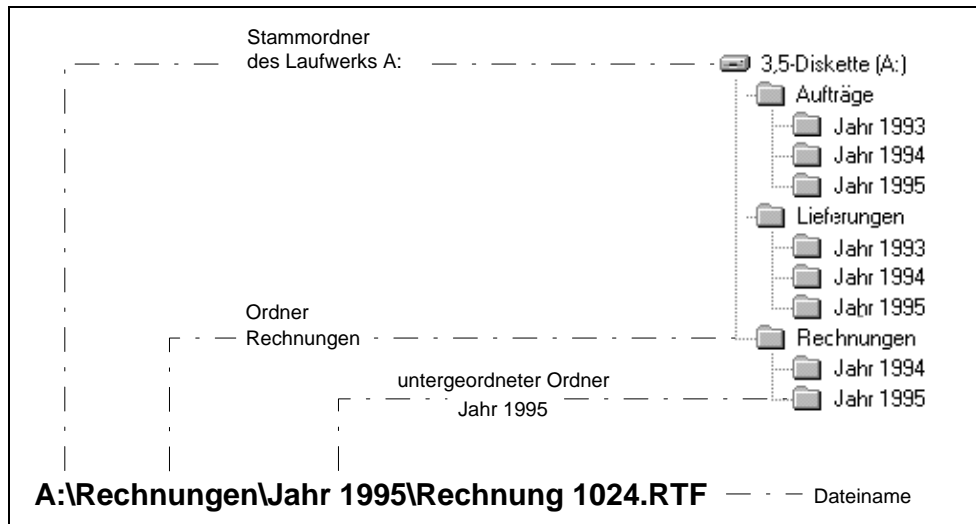 Stammordner
des Laufwerks A:
3,5-Diskette (A:)
Aufträge
Jahr 1993
Jahr 1994
Jahr 1995
Lieferungen
Jahr 1993
Jahr 1994
Jahr 1995
Ordner
Rechnungen
Rechnungen
Jahr 1994
untergeordneter Ordner
Jahr 1995
Jahr 1995
A:\Rechnungen\Jahr 1995\Rechnung 1024.RTF
Dateiname